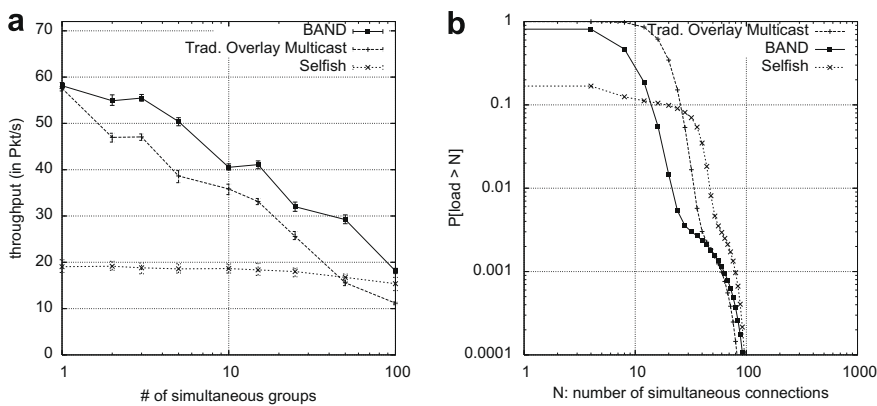 a
throughput (in Pkt/s)
70
60
50
40
30
20
10
0
BAND
Trad. Overlay Multicast
Selfish
1
10
100
# of simultaneous groups
b
P[load > N]
1
0.1
0.01
0.001
0.0001
Trad. Overlay Multicast
BAND
Selfish
1
10
100
1000
N: number of simultaneous connections